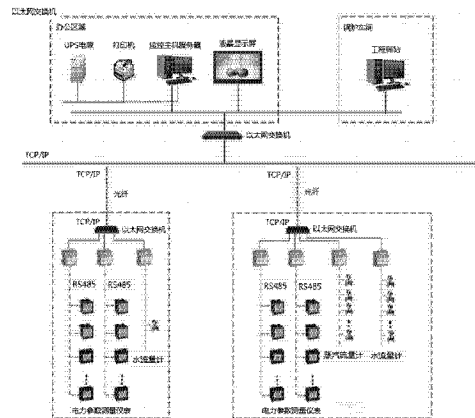 以太网交换机
办公区域
UPS电源 打印机 监控主机服务器 液晶显示屏
工程师站
以太网交换机
TCP/IP
TCP/IP TCP/IP
光纤 光纤
TCP/IP TCP/IP
以太网交换机 以太网交换机
RS485 RS485 RS485 RS485
水流量计 蒸汽流量计 水流量计
电力参数测量仪表 电力参数测量仪表